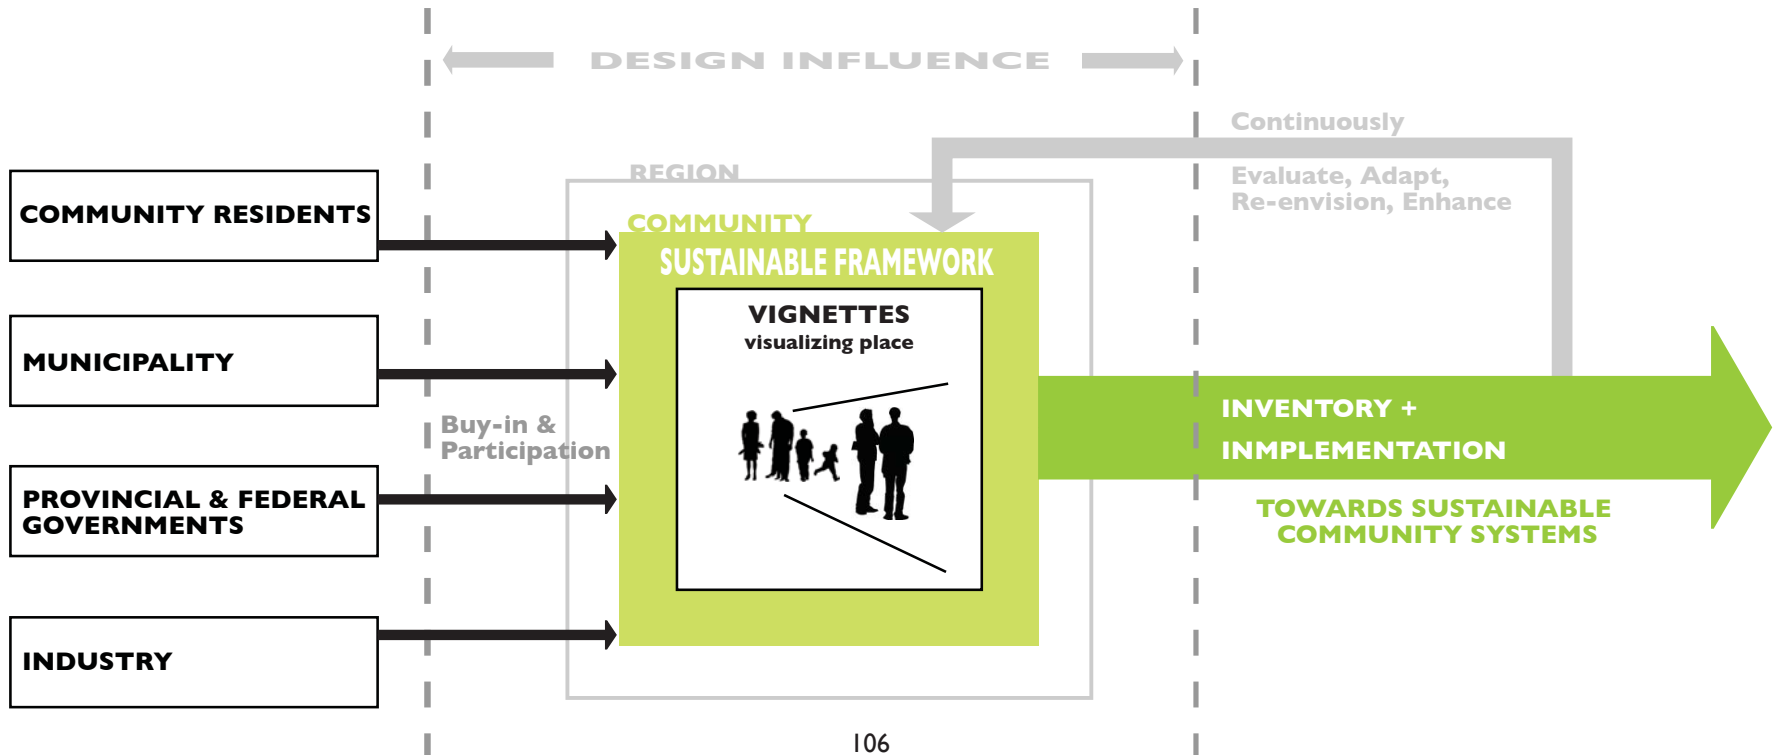 DESIGN INFLUENCE
Continuously
Evaluate, Adapt,
Re-envision, Enhance
REGION
COMMUNITY
SUSTAINABLE FRAMEWORK
VIGNETTES
visualizing place
COMMUNITY RESIDENTS
MUNICIPALITY
PROVINCIAL & FEDERAL
GOVERNMENTS
INDUSTRY
Buy-in &
Participation
INVENTORY +
INMPLEMENTATION
TOWARDS SUSTAINABLE
COMMUNITY SYSTEMS
106